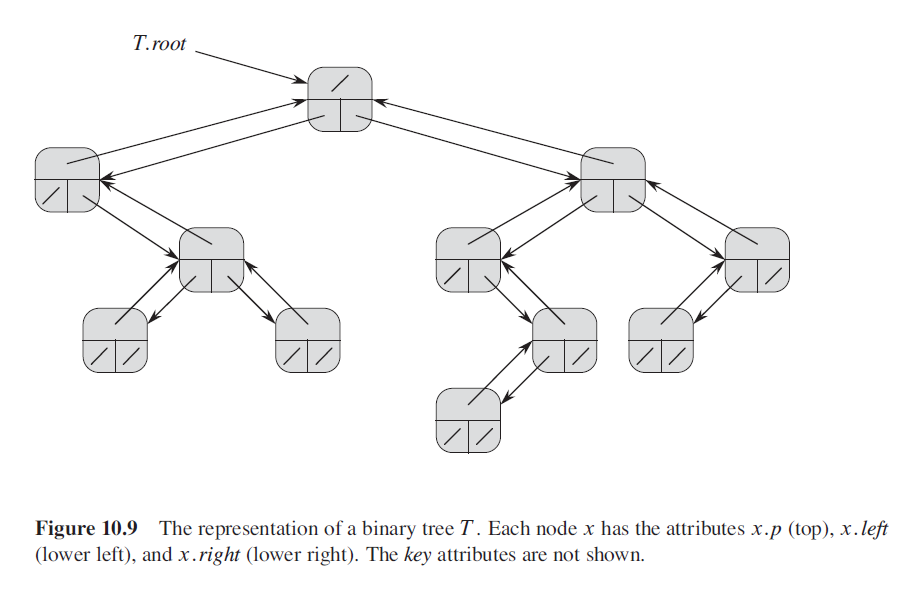 T.root
Figure 10.9 The representation of a binary tree T. Each node x has the attributes x.p (top), x.left
(lower left), and x.right (lower right). The key attributes are not shown.